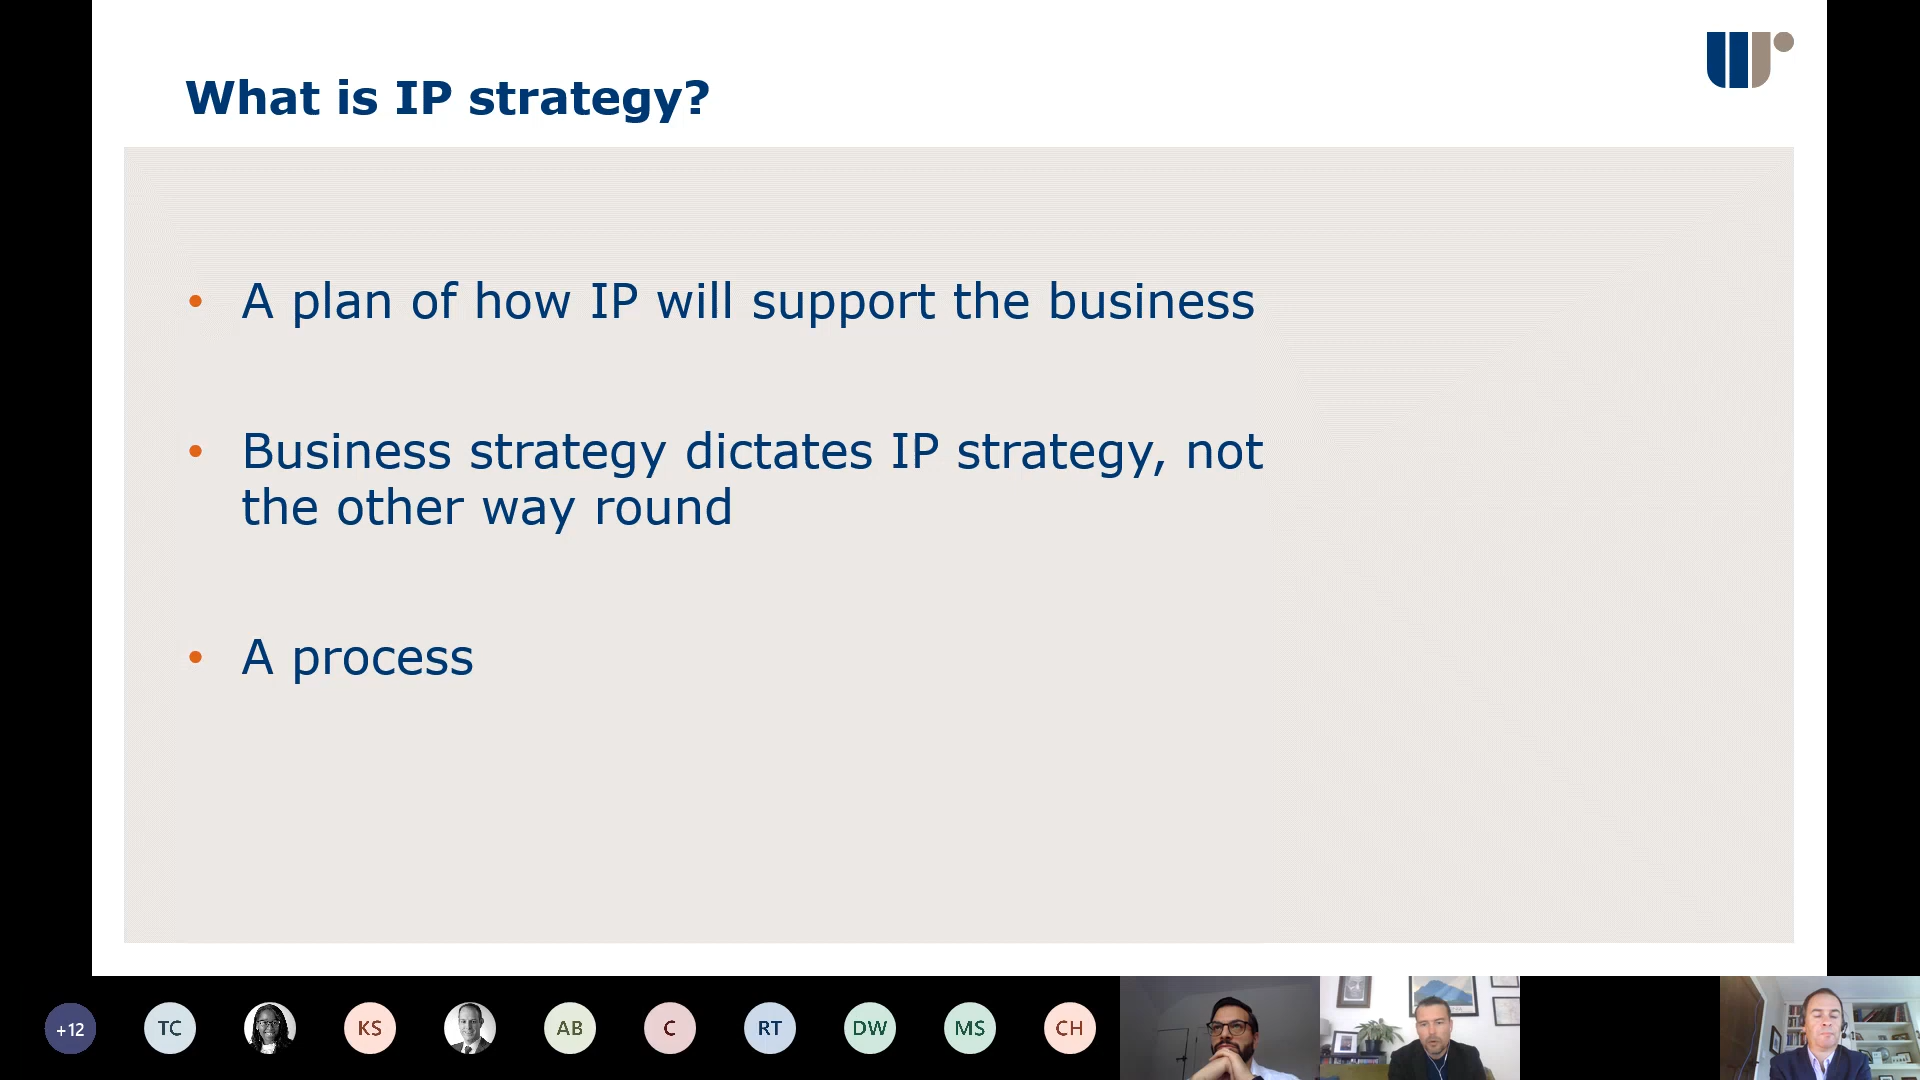 What is IP strategy?
• A plan of how IP will support the business
• Business strategy dictates IP strategy, not
the other way round
• A process
+12
TC
KS
AB
C
RT
DW
MS
CH